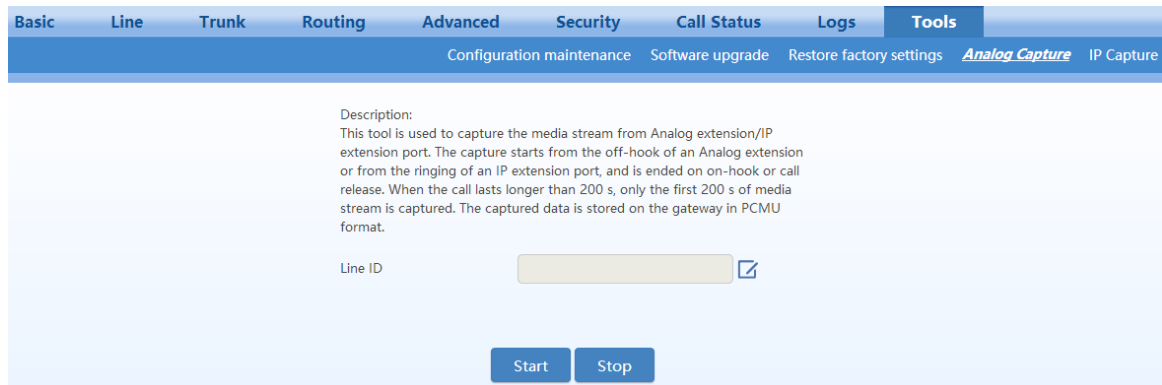 Basic Line Trunk Routing Advanced Security Call Status Logs Tools
Configuration maintenance Software upgrade Restore factory settings Analog Capture IP Capture
Description:
This tool is used to capture the media stream from Analog extension/IP
extension port. The capture starts from the off-hook of an Analog extension
or from the ringing of an IP extension port, and is ended on on-hook or call
release. When the call lasts longer than 200 s, only the first 200 s of media
stream is captured. The captured data is stored on the gateway in PCMU
format.
Line ID
Start Stop